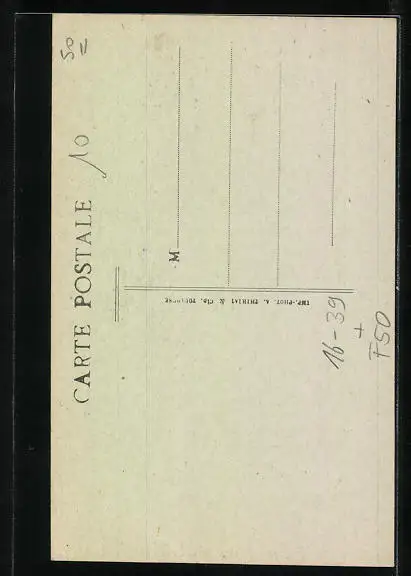 50
=
10
CARTE POSTALE
M
IMP.-PHOT. A. THIRIAT & Cie, TOULOUSE
16-39
+
F50